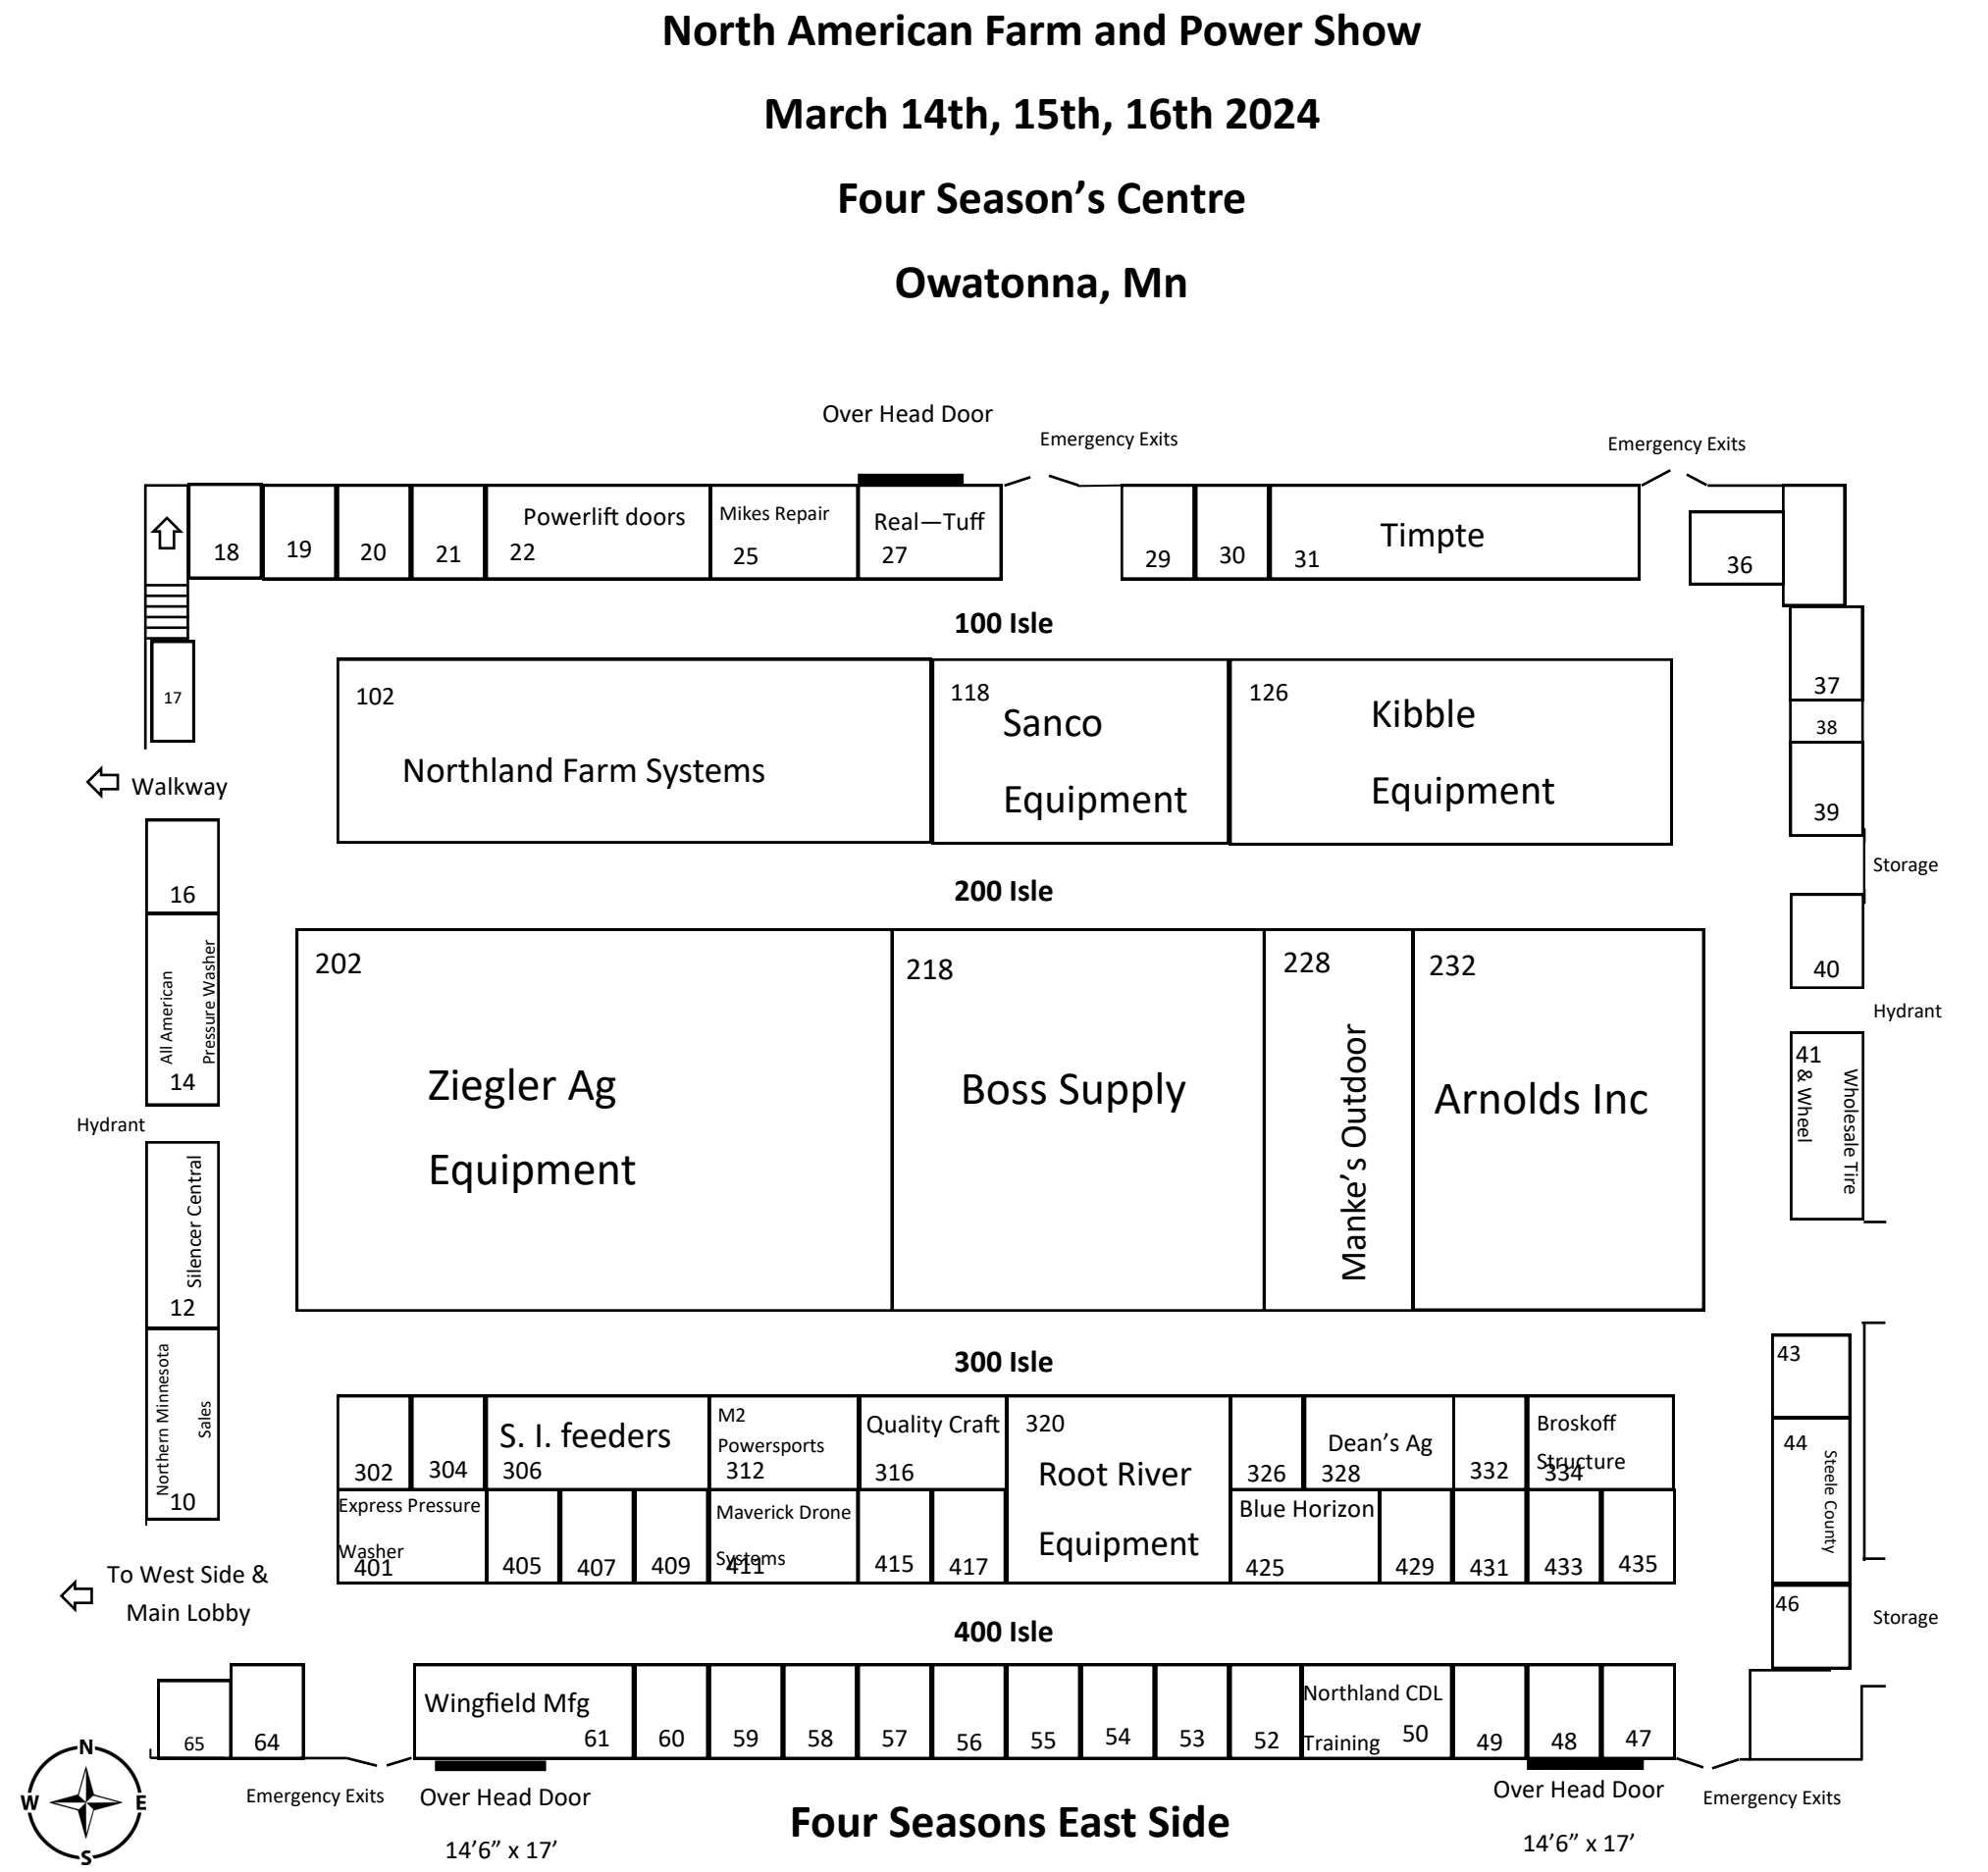 North American Farm and Power Show
March 14th, 15th, 16th 2024
Four Season’s Centre
Owatonna, Mn
Over Head Door
Emergency Exits
Emergency Exits
18
19
20
21
Powerlift doors
22
Mikes Repair
25
Real—Tuff
27
29
30
31
Timpte
36
100 Isle
17
102
Northland Farm Systems
118
Sanco
Equipment
126
Kibble
Equipment
37
38
39
Walkway
16
200 Isle
Storage
All American
Pressure Washer
14
202
Ziegler Ag
Equipment
218
Boss Supply
228
Manke’s Outdoor
232
Arnolds Inc
40
Hydrant
41
Wholesale Tire
& Wheel
Hydrant
Silencer Central
12
300 Isle
Northern Minnesota
Sales
10
43
44
Steele County
46
Storage
302
304
S. I. feeders
306
M2
Powersports
312
Quality Craft
316
320
Root River
Equipment
326
Dean’s Ag
328
332
Broskoff
Structure
334
Express Pressure
Washer
401
405
407
409
Maverick Drone
Systems
411
415
417
Blue Horizon
425
429
431
433
435
To West Side &
Main Lobby
400 Isle
65
64
Wingfield Mfg
61
60
59
58
57
56
55
54
53
52
Northland CDL
Training
50
49
48
47
N
W
E
S
Emergency Exits
Over Head Door
14’6” x 17’
Four Seasons East Side
Over Head Door
14’6” x 17’
Emergency Exits